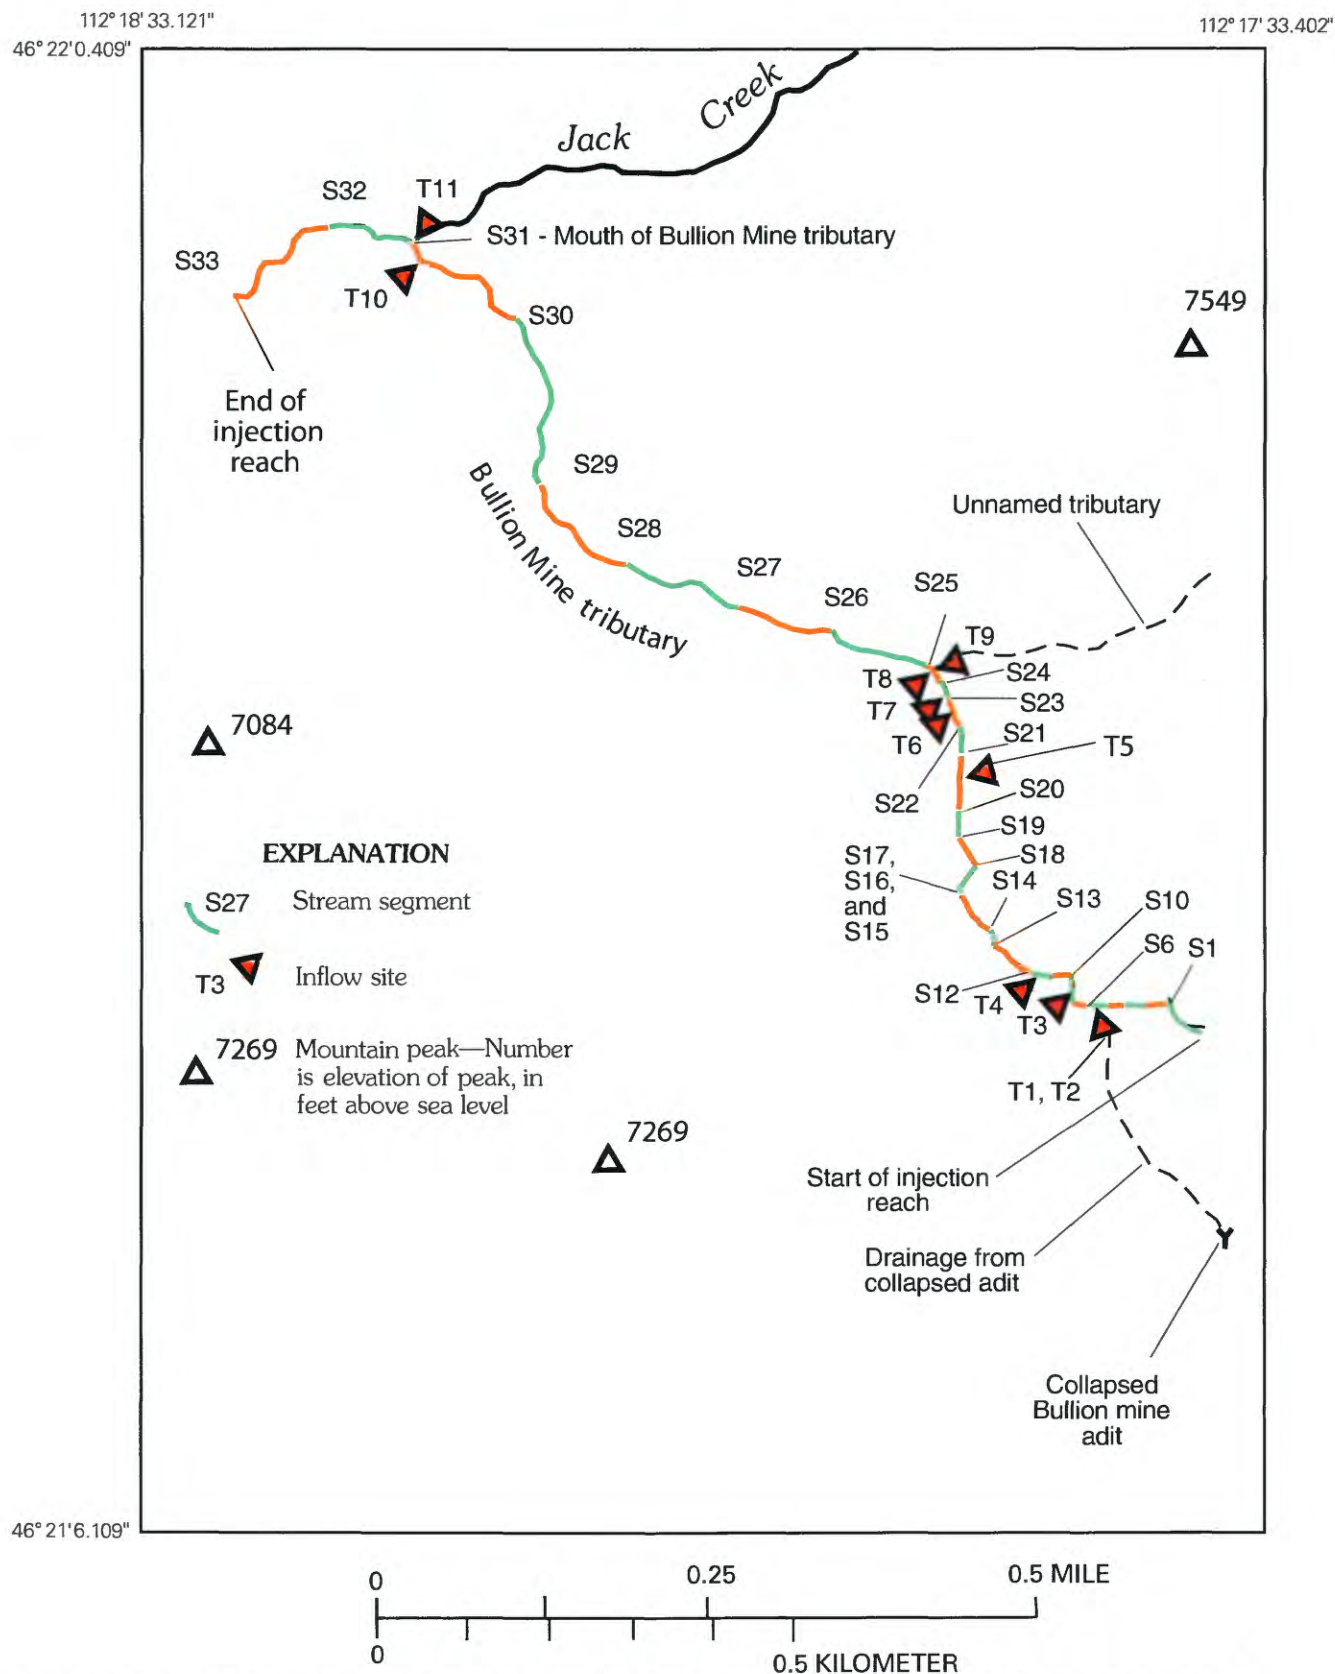 112° 18' 33.121"
112° 17' 33.402"
46° 22' 0.409"
Jack Creek
S32
T11
S31 - Mouth of Bullion Mine tributary
S33
T10
7549
S30
End of
injection
reach
S29
Bullion Mine tributary
Unnamed tributary
S28
S27
S26
S25
T9
T8
S24
T7
S23
7084
T6
S21
T5
S22
S20
EXPLANATION
S19
S17,
S16,
and
S15
S18
S14
S27
Stream segment
S13
S10
S6
S1
T3
Inflow site
S12
T4
T3
7269
Mountain peak—Number
is elevation of peak, in
feet above sea level
T1, T2
7269
Start of injection
reach
Drainage from
collapsed adit
Collapsed
Bullion mine
adit
46° 21' 6.109"
0
0.25
0.5 MILE
0
0.5 KILOMETER